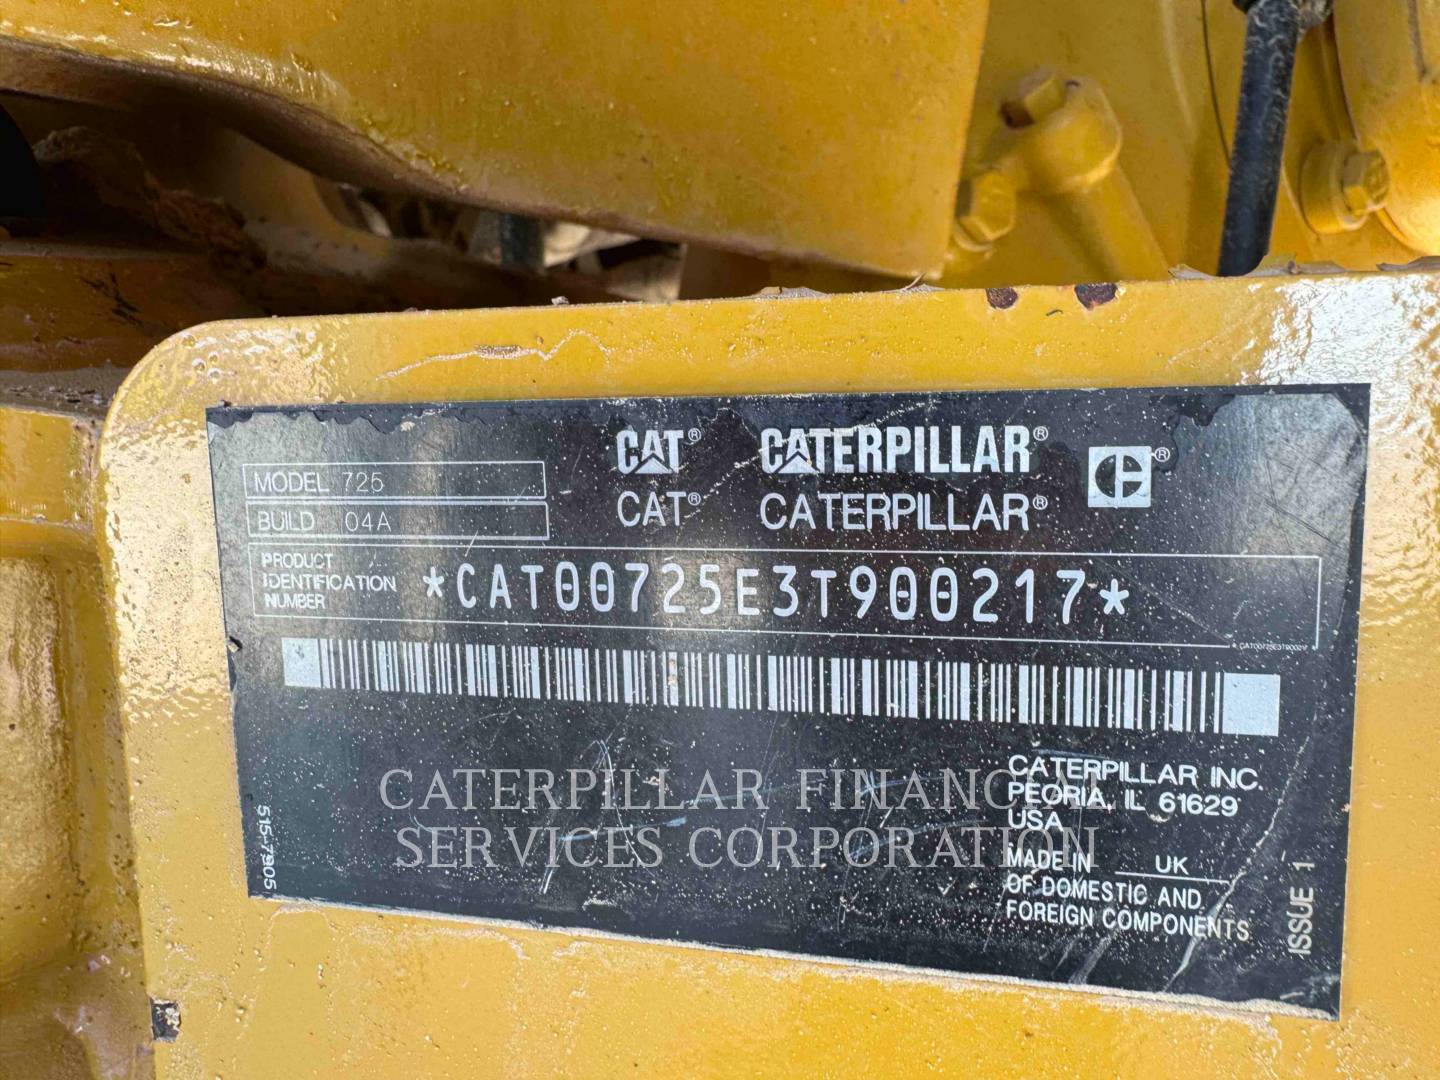 CAT® CATERPILLAR®
CAT® CATERPILLAR®
MODEL 725
BUILD 04A
PRODUCT
IDENTIFICATION
NUMBER
*CAT00725E3T900217*
* CAT00725E3T900217
CATERPILLAR INC.
PEORIA, IL 61629
USA
MADE IN UK
OF DOMESTIC AND
FOREIGN COMPONENTS
515-7905
ISSUE 1
CATERPILLAR FINANCIAL
SERVICES CORPORATION